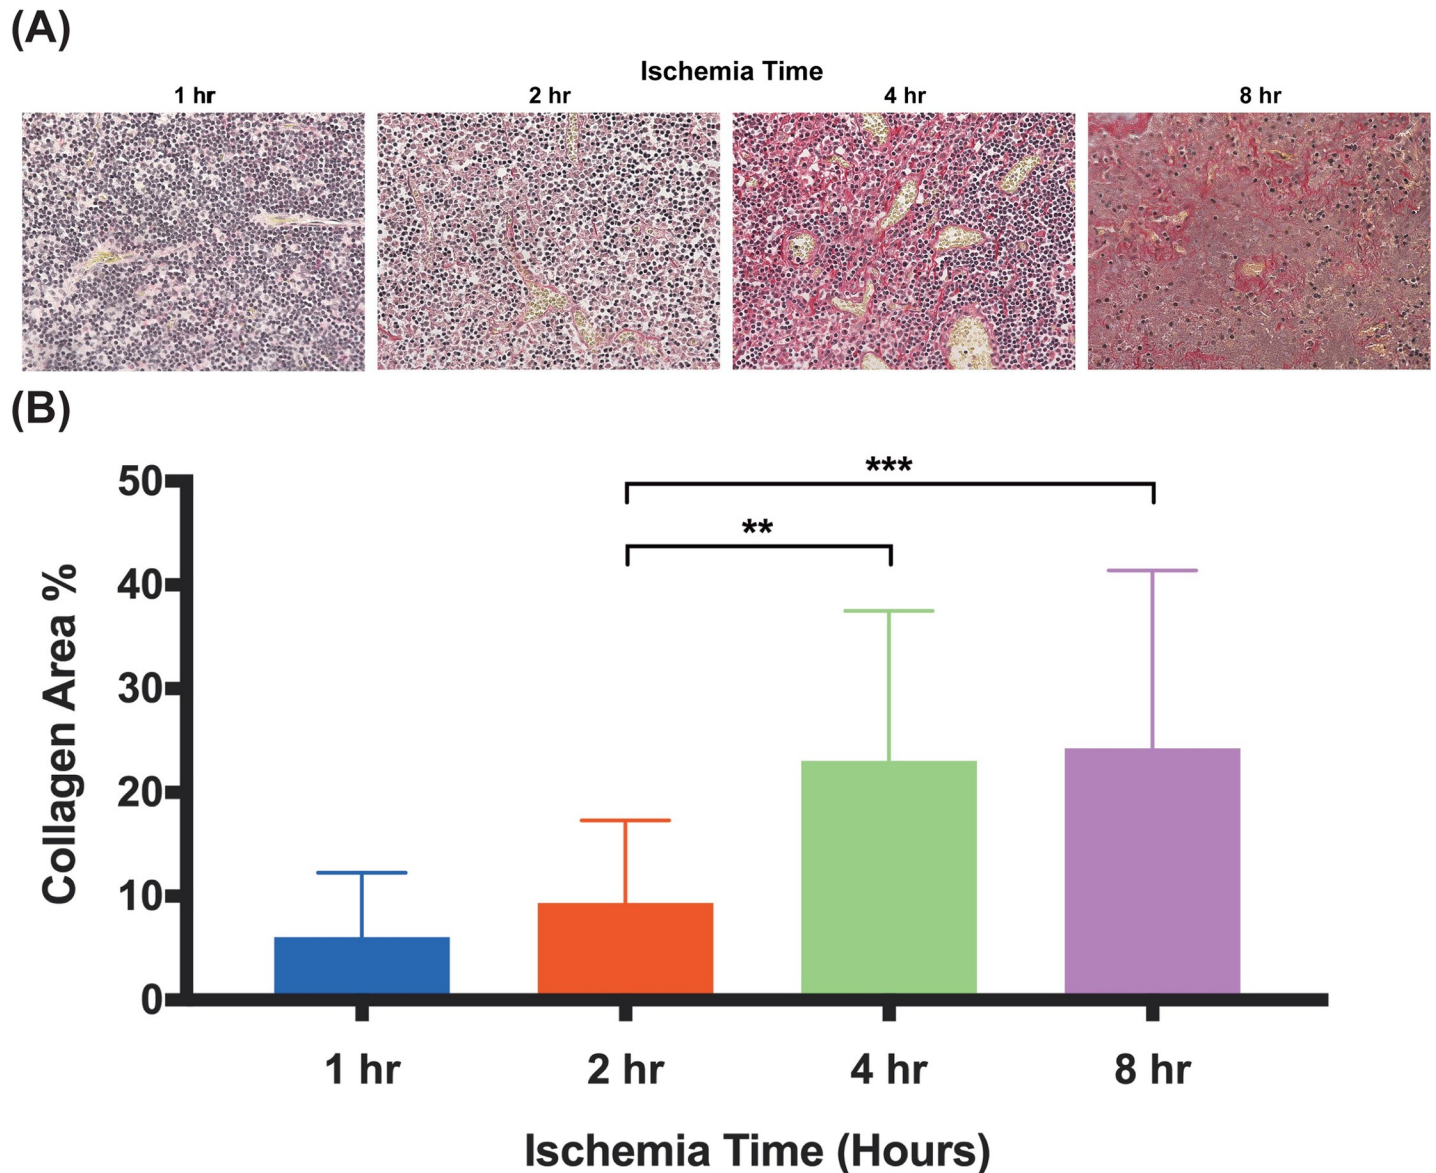 (A)
Ischemia Time
1 hr 2 hr 4 hr 8 hr
(B)
***
**
50
40
30
20
10
0
Collagen Area %
1 hr 2 hr 4 hr 8 hr
Ischemia Time (Hours)